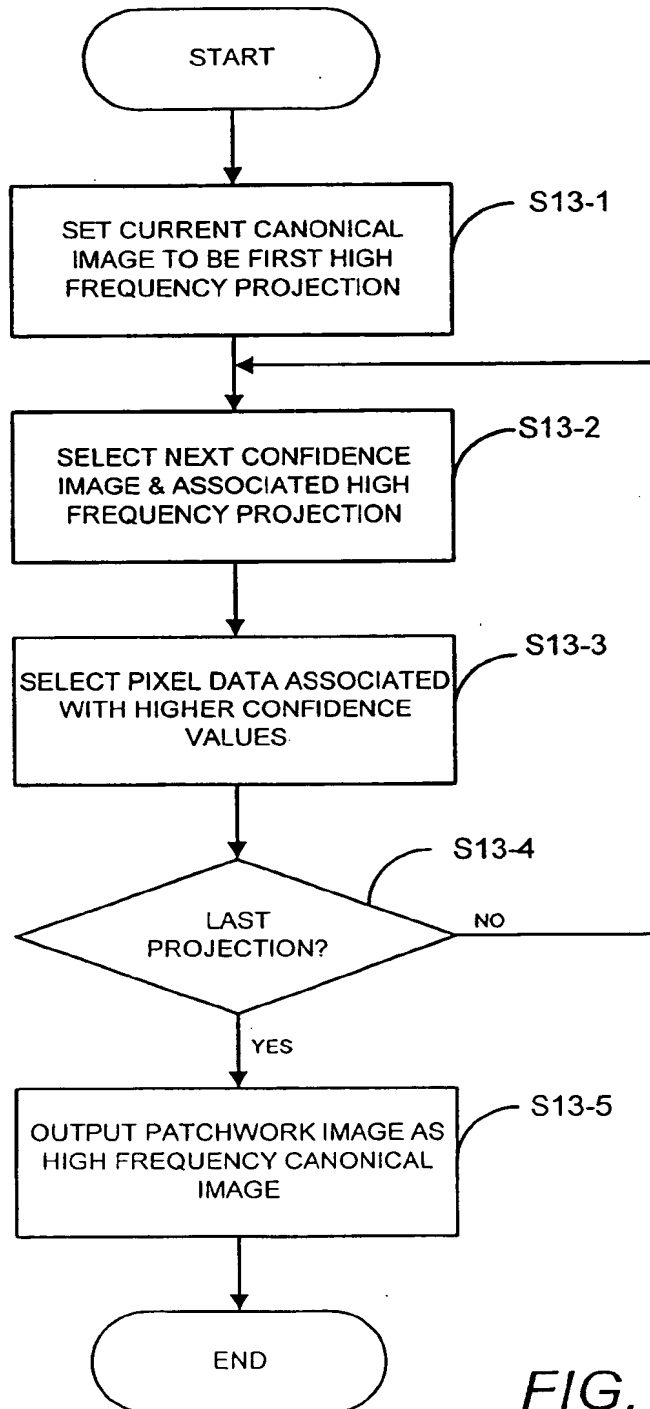 START
S13-1
SET CURRENT CANONICAL
IMAGE TO BE FIRST HIGH
FREQUENCY PROJECTION
S13-2
SELECT NEXT CONFIDENCE
IMAGE & ASSOCIATED HIGH
FREQUENCY PROJECTION
S13-3
SELECT PIXEL DATA ASSOCIATED
WITH HIGHER CONFIDENCE
VALUES
S13-4
LAST
PROJECTION?
NO
YES
S13-5
OUTPUT PATCHWORK IMAGE AS
HIGH FREQUENCY CANONICAL
IMAGE
END
FIG.